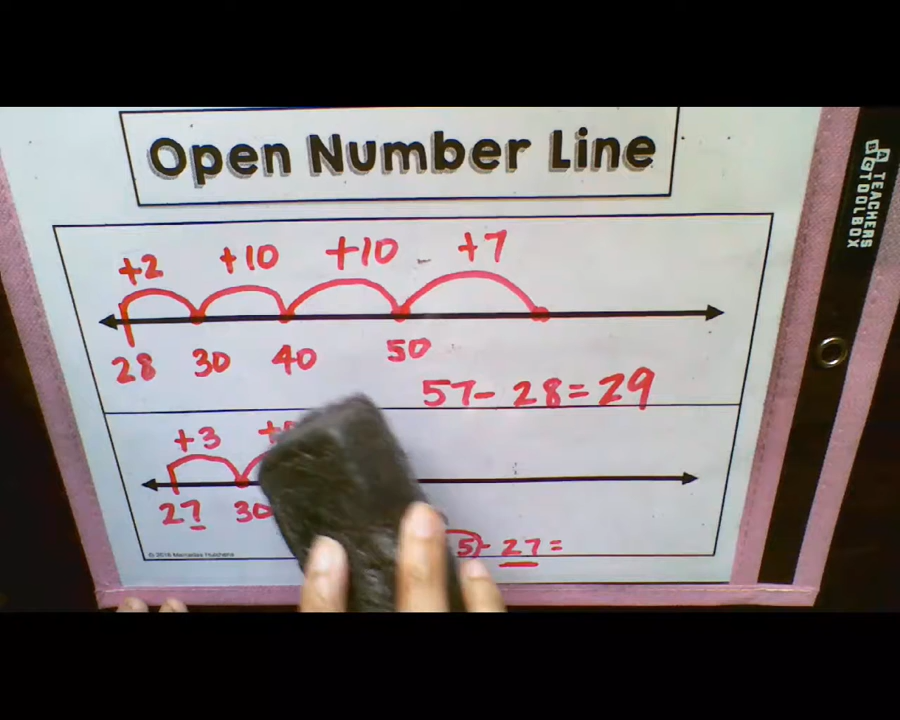 Open Number Line
+2 +10 +10 +7
28 30 40 50
57- 28=29
+3
27 30
5)- 27=
TEACHERS
TOOLBOX